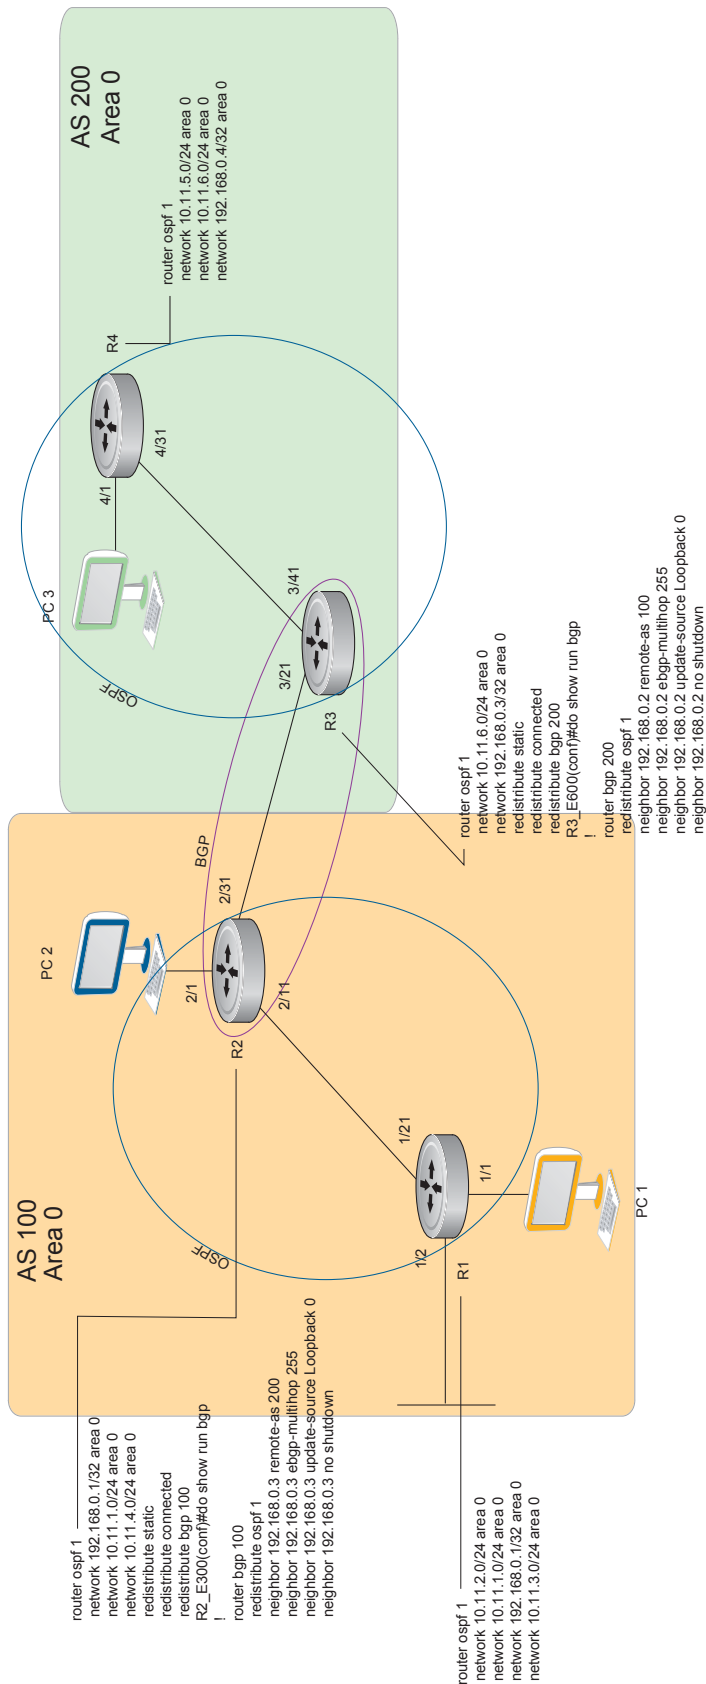 AS 100
Area 0
AS 200
Area 0
router ospf 1
network 192.168.0.1/32 area 0
network 10.11.1.0/24 area 0
network 10.11.4.0/24 area 0
redistribute static
redistribute connected
redistribute bgp 100
R2_E300(conf)#do show run bgp
!
router bgp 100
redistribute ospf 1
neighbor 192.168.0.3 remote-as 200
neighbor 192.168.0.3 ebgp-multihop 255
neighbor 192.168.0.3 update-source Loopback 0
neighbor 192.168.0.3 no shutdown
router ospf 1
network 10.11.2.0/24 area 0
network 10.11.1.0/24 area 0
network 192.168.0.1/32 area 0
network 10.11.3.0/24 area 0
OSPF
PC 2
2/1
2/31
2/11
R2
BGP
1/21
1/1
1/2
R1
PC 1
OSPF
PC 3
4/1
4/31
R4
router ospf 1
network 10.11.5.0/24 area 0
network 10.11.6.0/24 area 0
network 192.168.0.4/32 area 0
3/41
3/21
R3
router ospf 1
network 10.11.6.0/24 area 0
network 192.168.0.3/32 area 0
redistribute static
redistribute connected
redistribute bgp 200
R3_E600(conf)#do show run bgp
!
router bgp 200
redistribute ospf 1
neighbor 192.168.0.2 remote-as 100
neighbor 192.168.0.2 ebgp-multihop 255
neighbor 192.168.0.2 update-source Loopback 0
neighbor 192.168.0.2 no shutdown